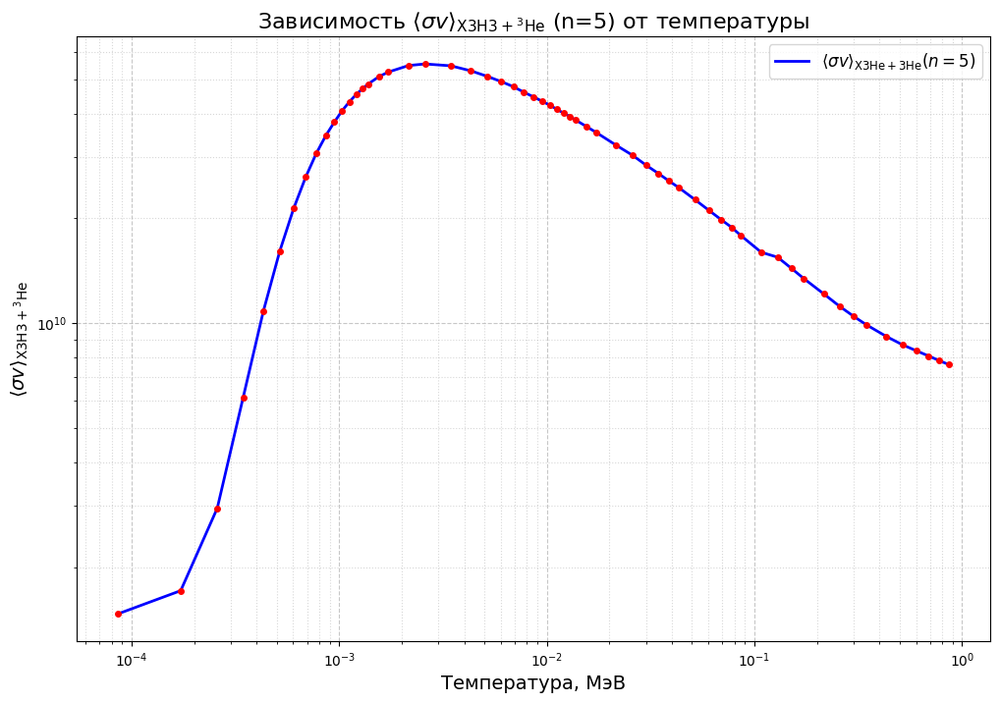 Зависимость ⟨σv⟩_{X3H3 + ³He} (n=5) от температуры
⟨σv⟩_{X3He+3He}(n = 5)
⟨σv⟩_{X3H3 + ³He}
10¹⁰
10⁻⁴ 10⁻³ 10⁻² 10⁻¹ 10⁰
Температура, МэВ